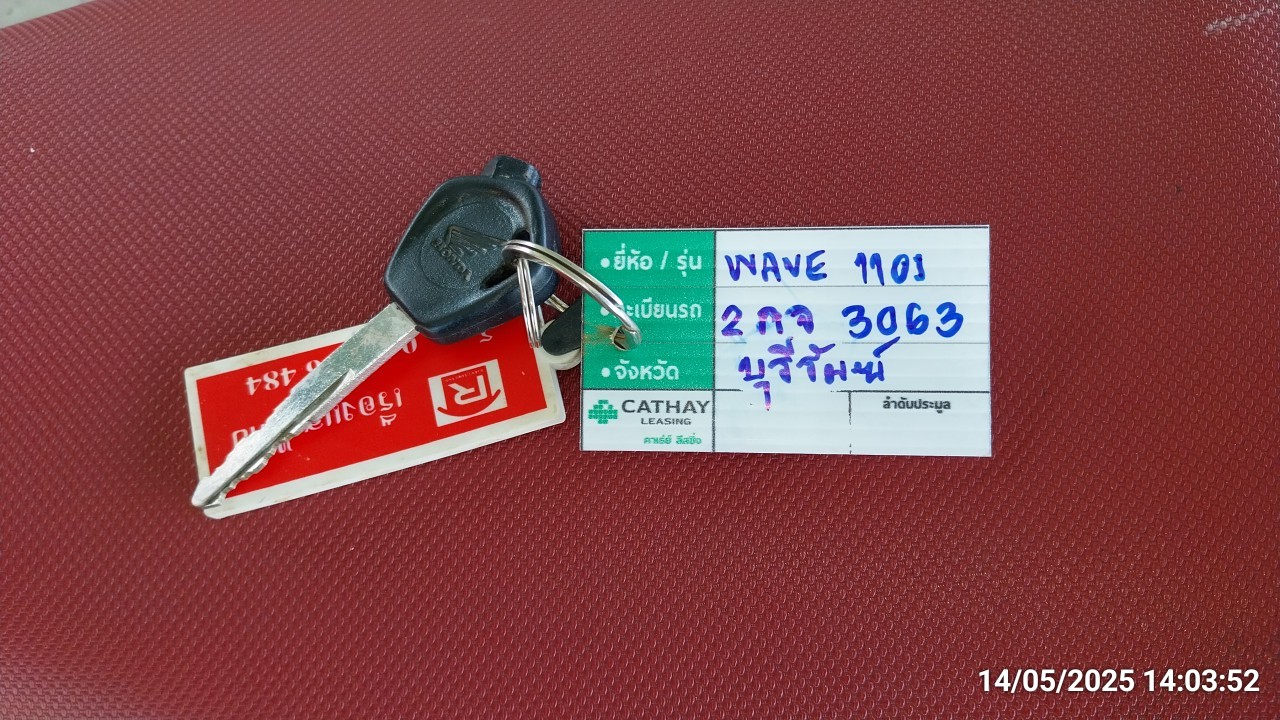 •ยี่ห้อ / รุ่น WAVE 110i
ทะเบียนรถ 2 กจ 3063
•จังหวัด บุรีรัมย์
CATHAY
LEASING
คาเธ่ย์ ลีสซิ่ง
ลำดับประมูล
HONDA
R
484
14/05/2025 14:03:52